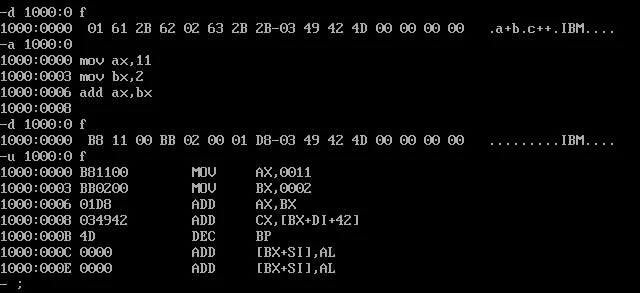 -d 1000:0 f
1000:0000  01 61 2B 62 02 63 2B 2B-03 49 42 4D 00 00 00 00   .a+b.c++.IBM....
-a 1000:0
1000:0000 mov ax,11
1000:0003 mov bx,2
1000:0006 add ax,bx
1000:0008
-d 1000:0 f
1000:0000  B8 11 00 BB 02 00 01 D8-03 49 42 4D 00 00 00 00   .........IBM....
-u 1000:0 f
1000:0000 B81100        MOV     AX,0011
1000:0003 BB0200        MOV     BX,0002
1000:0006 01D8          ADD     AX,BX
1000:0008 034942        ADD     CX,[BX+DI+42]
1000:000B 4D            DEC     BP
1000:000C 0000          ADD     [BX+SI],AL
1000:000E 0000          ADD     [BX+SI],AL
- ;